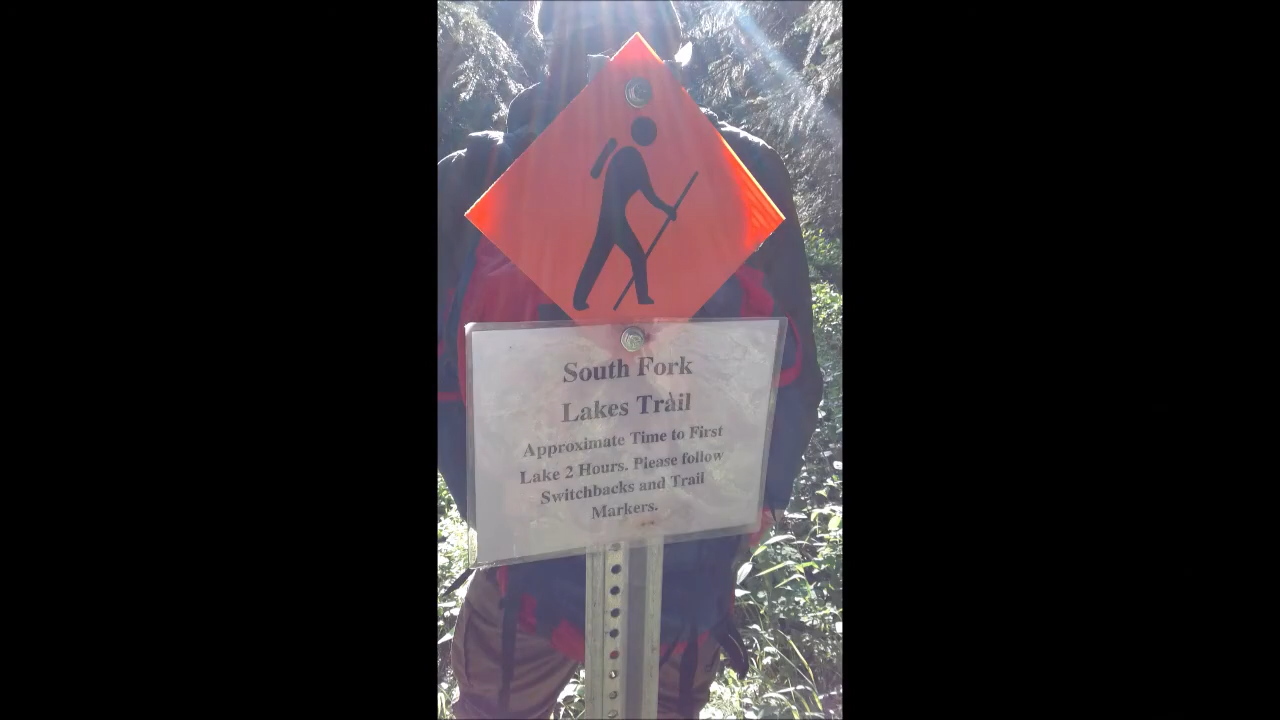 South Fork
Lakes Trail
Approximate Time to First
Lake 2 Hours. Please follow
Switchbacks and Trail
Markers.